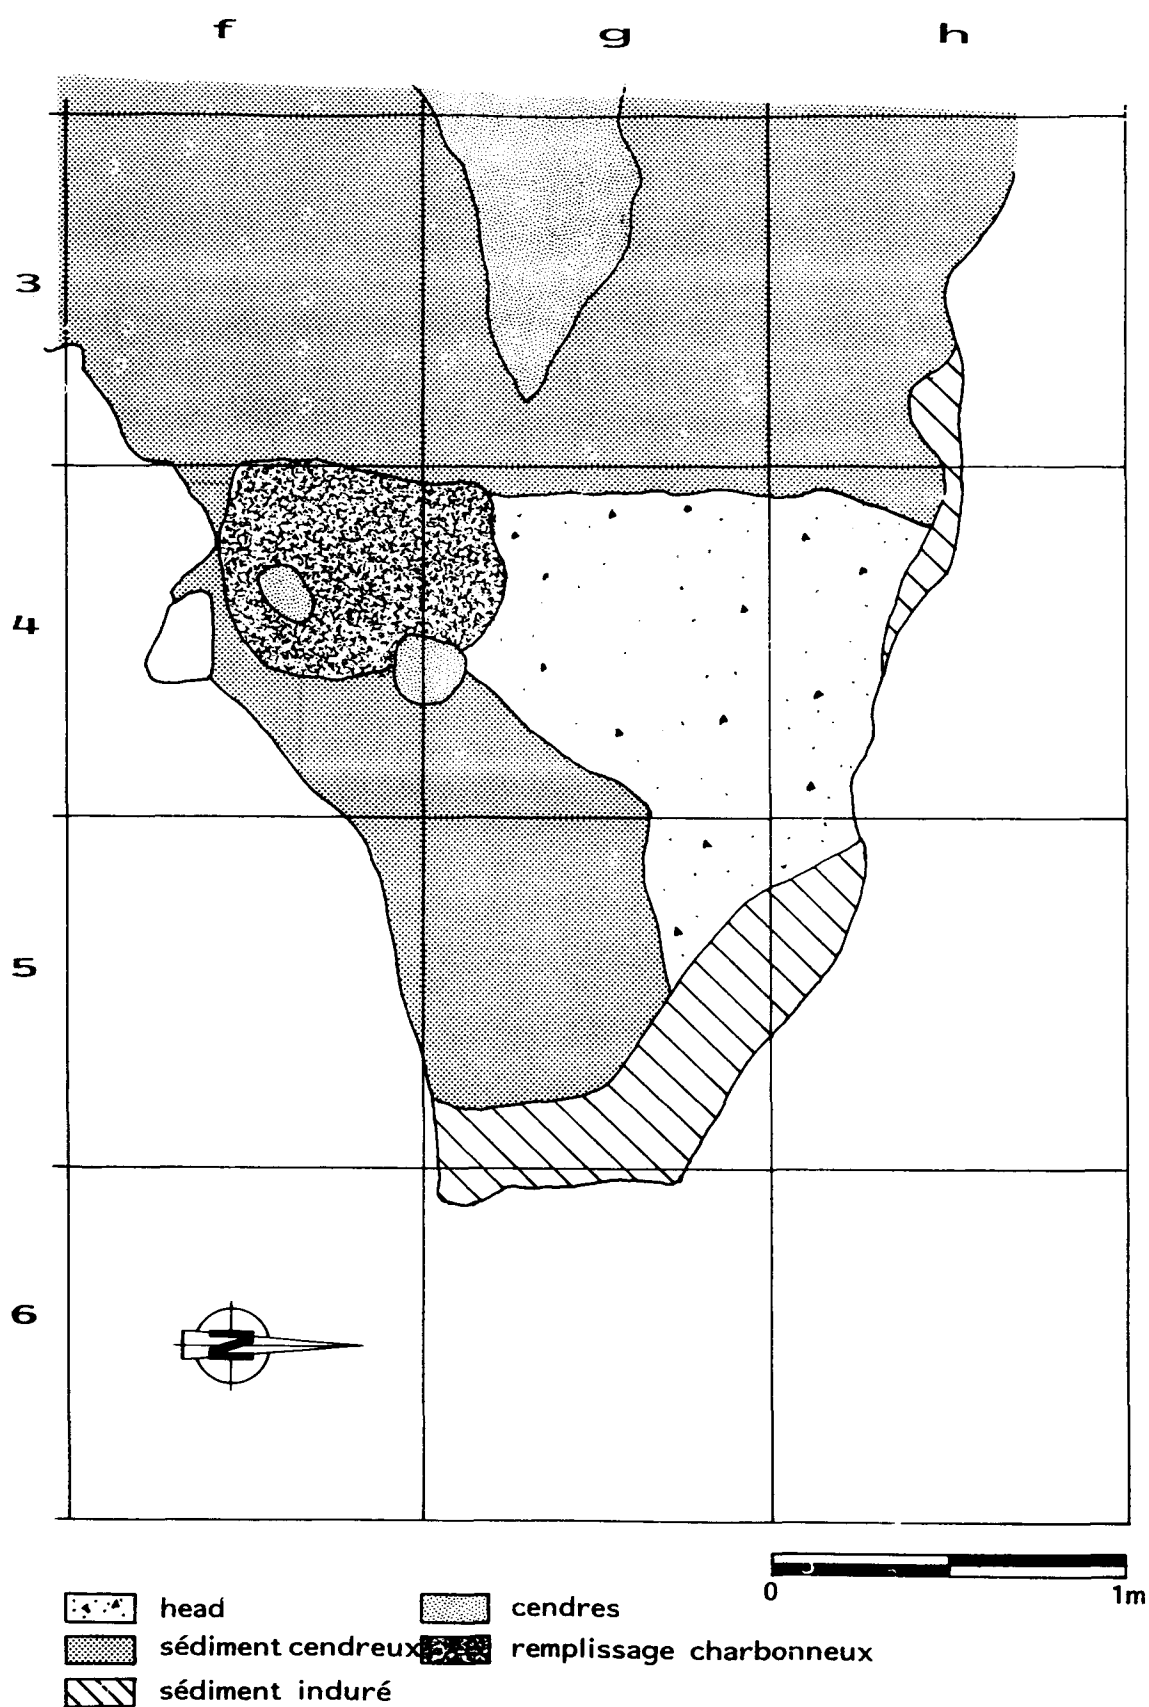 f g h
3
4
5
6
N
0 1m
head cendres
sédiment cendreux remplissage charbonneux
sédiment induré